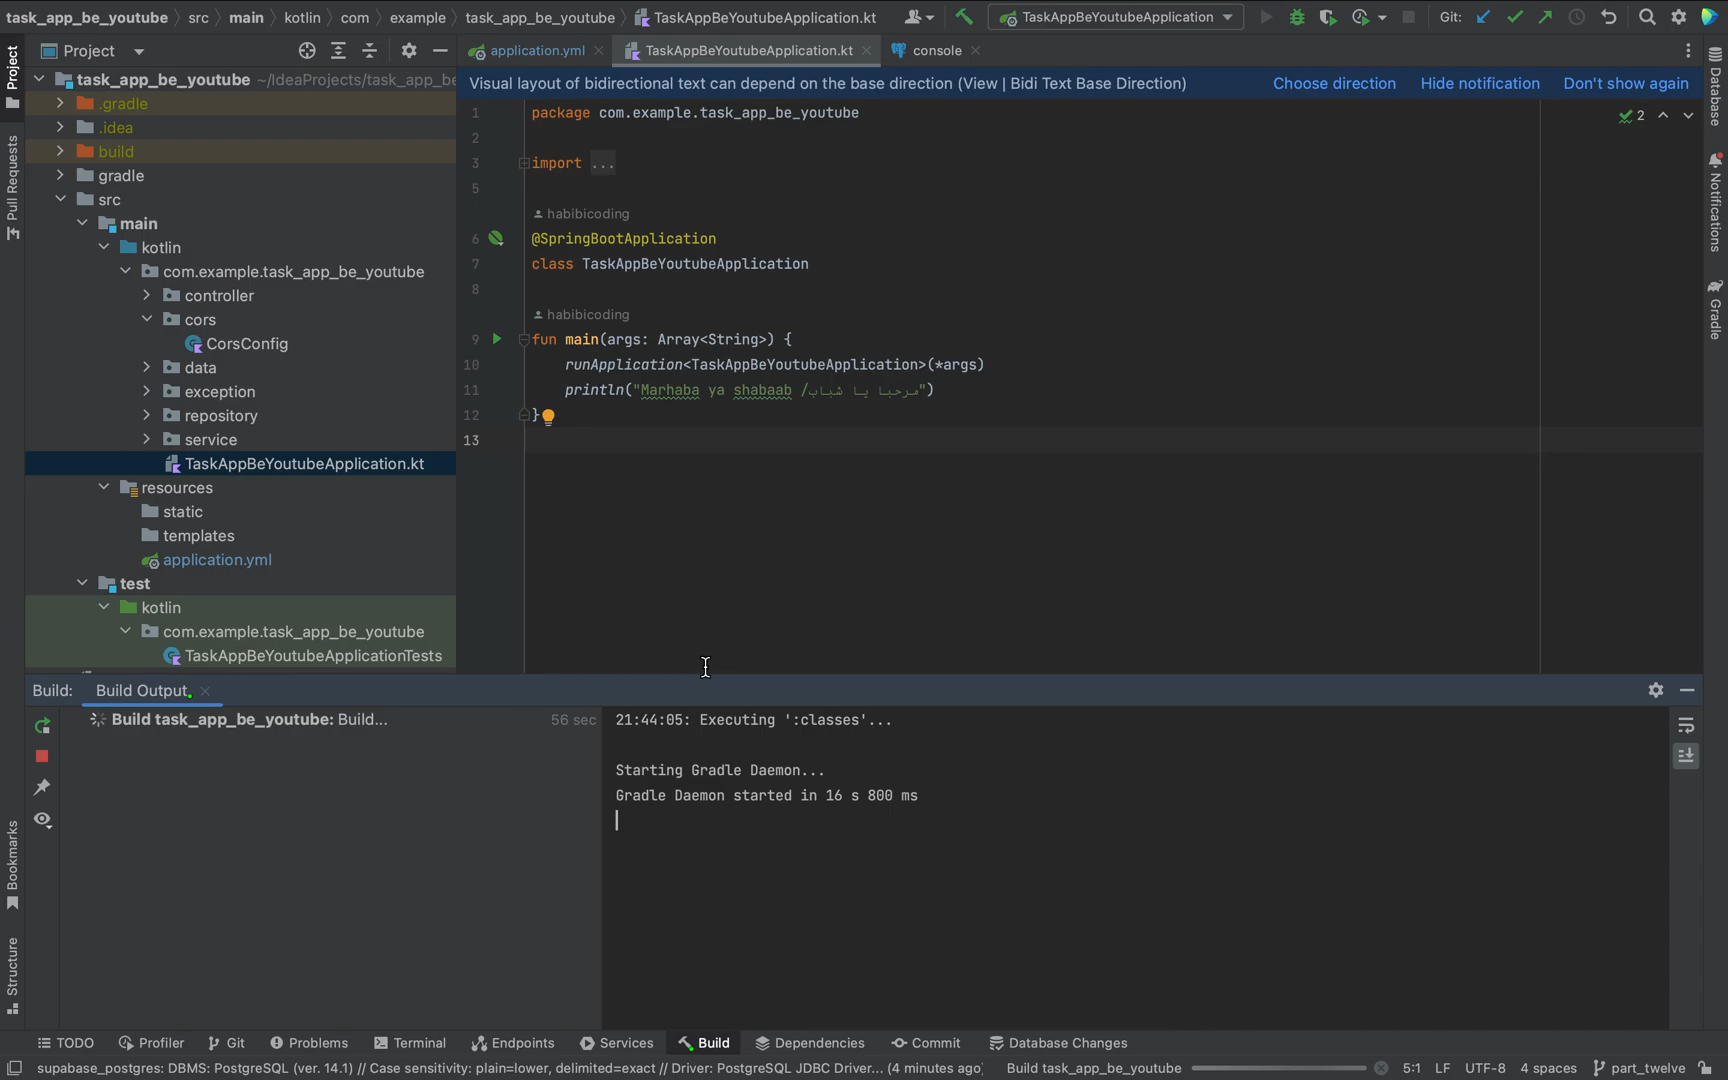 task_app_be_youtube src main kotlin com example task_app_be_youtube TaskAppBeYoutubeApplication.kt TaskAppBeYoutubeApplication Git:
Project
application.yml TaskAppBeYoutubeApplication.kt console
task_app_be_youtube ~/IdeaProjects/task_app_be
.gradle
.idea
build
gradle
src
main
kotlin
com.example.task_app_be_youtube
controller
cors
CorsConfig
data
exception
repository
service
TaskAppBeYoutubeApplication.kt
resources
static
templates
application.yml
test
kotlin
com.example.task_app_be_youtube
TaskAppBeYoutubeApplicationTests
Visual layout of bidirectional text can depend on the base direction (View | Bidi Text Base Direction) Choose direction Hide notification Don't show again
1 package com.example.task_app_be_youtube
2
3 import ...
5
habibicoding
6 @SpringBootApplication
7 class TaskAppBeYoutubeApplication
8
habibicoding
9 fun main(args: Array<String>) {
10 runApplication<TaskAppBeYoutubeApplication>(*args)
11 println("Marhaba ya shabaab /مرحبا يا شباب")
12 }
13
2
Project
Pull Requests
Bookmarks
Structure
Database
Notifications
Gradle
Build: Build Output
Build task_app_be_youtube: Build... 56 sec
21:44:05: Executing ':classes'...
Starting Gradle Daemon...
Gradle Daemon started in 16 s 800 ms
TODO Profiler Git Problems Terminal Endpoints Services Build Dependencies Commit Database Changes
supabase_postgres: DBMS: PostgreSQL (ver. 14.1) // Case sensitivity: plain=lower, delimited=exact // Driver: PostgreSQL JDBC Driver... (4 minutes ago) Build task_app_be_youtube 5:1 LF UTF-8 4 spaces part_twelve